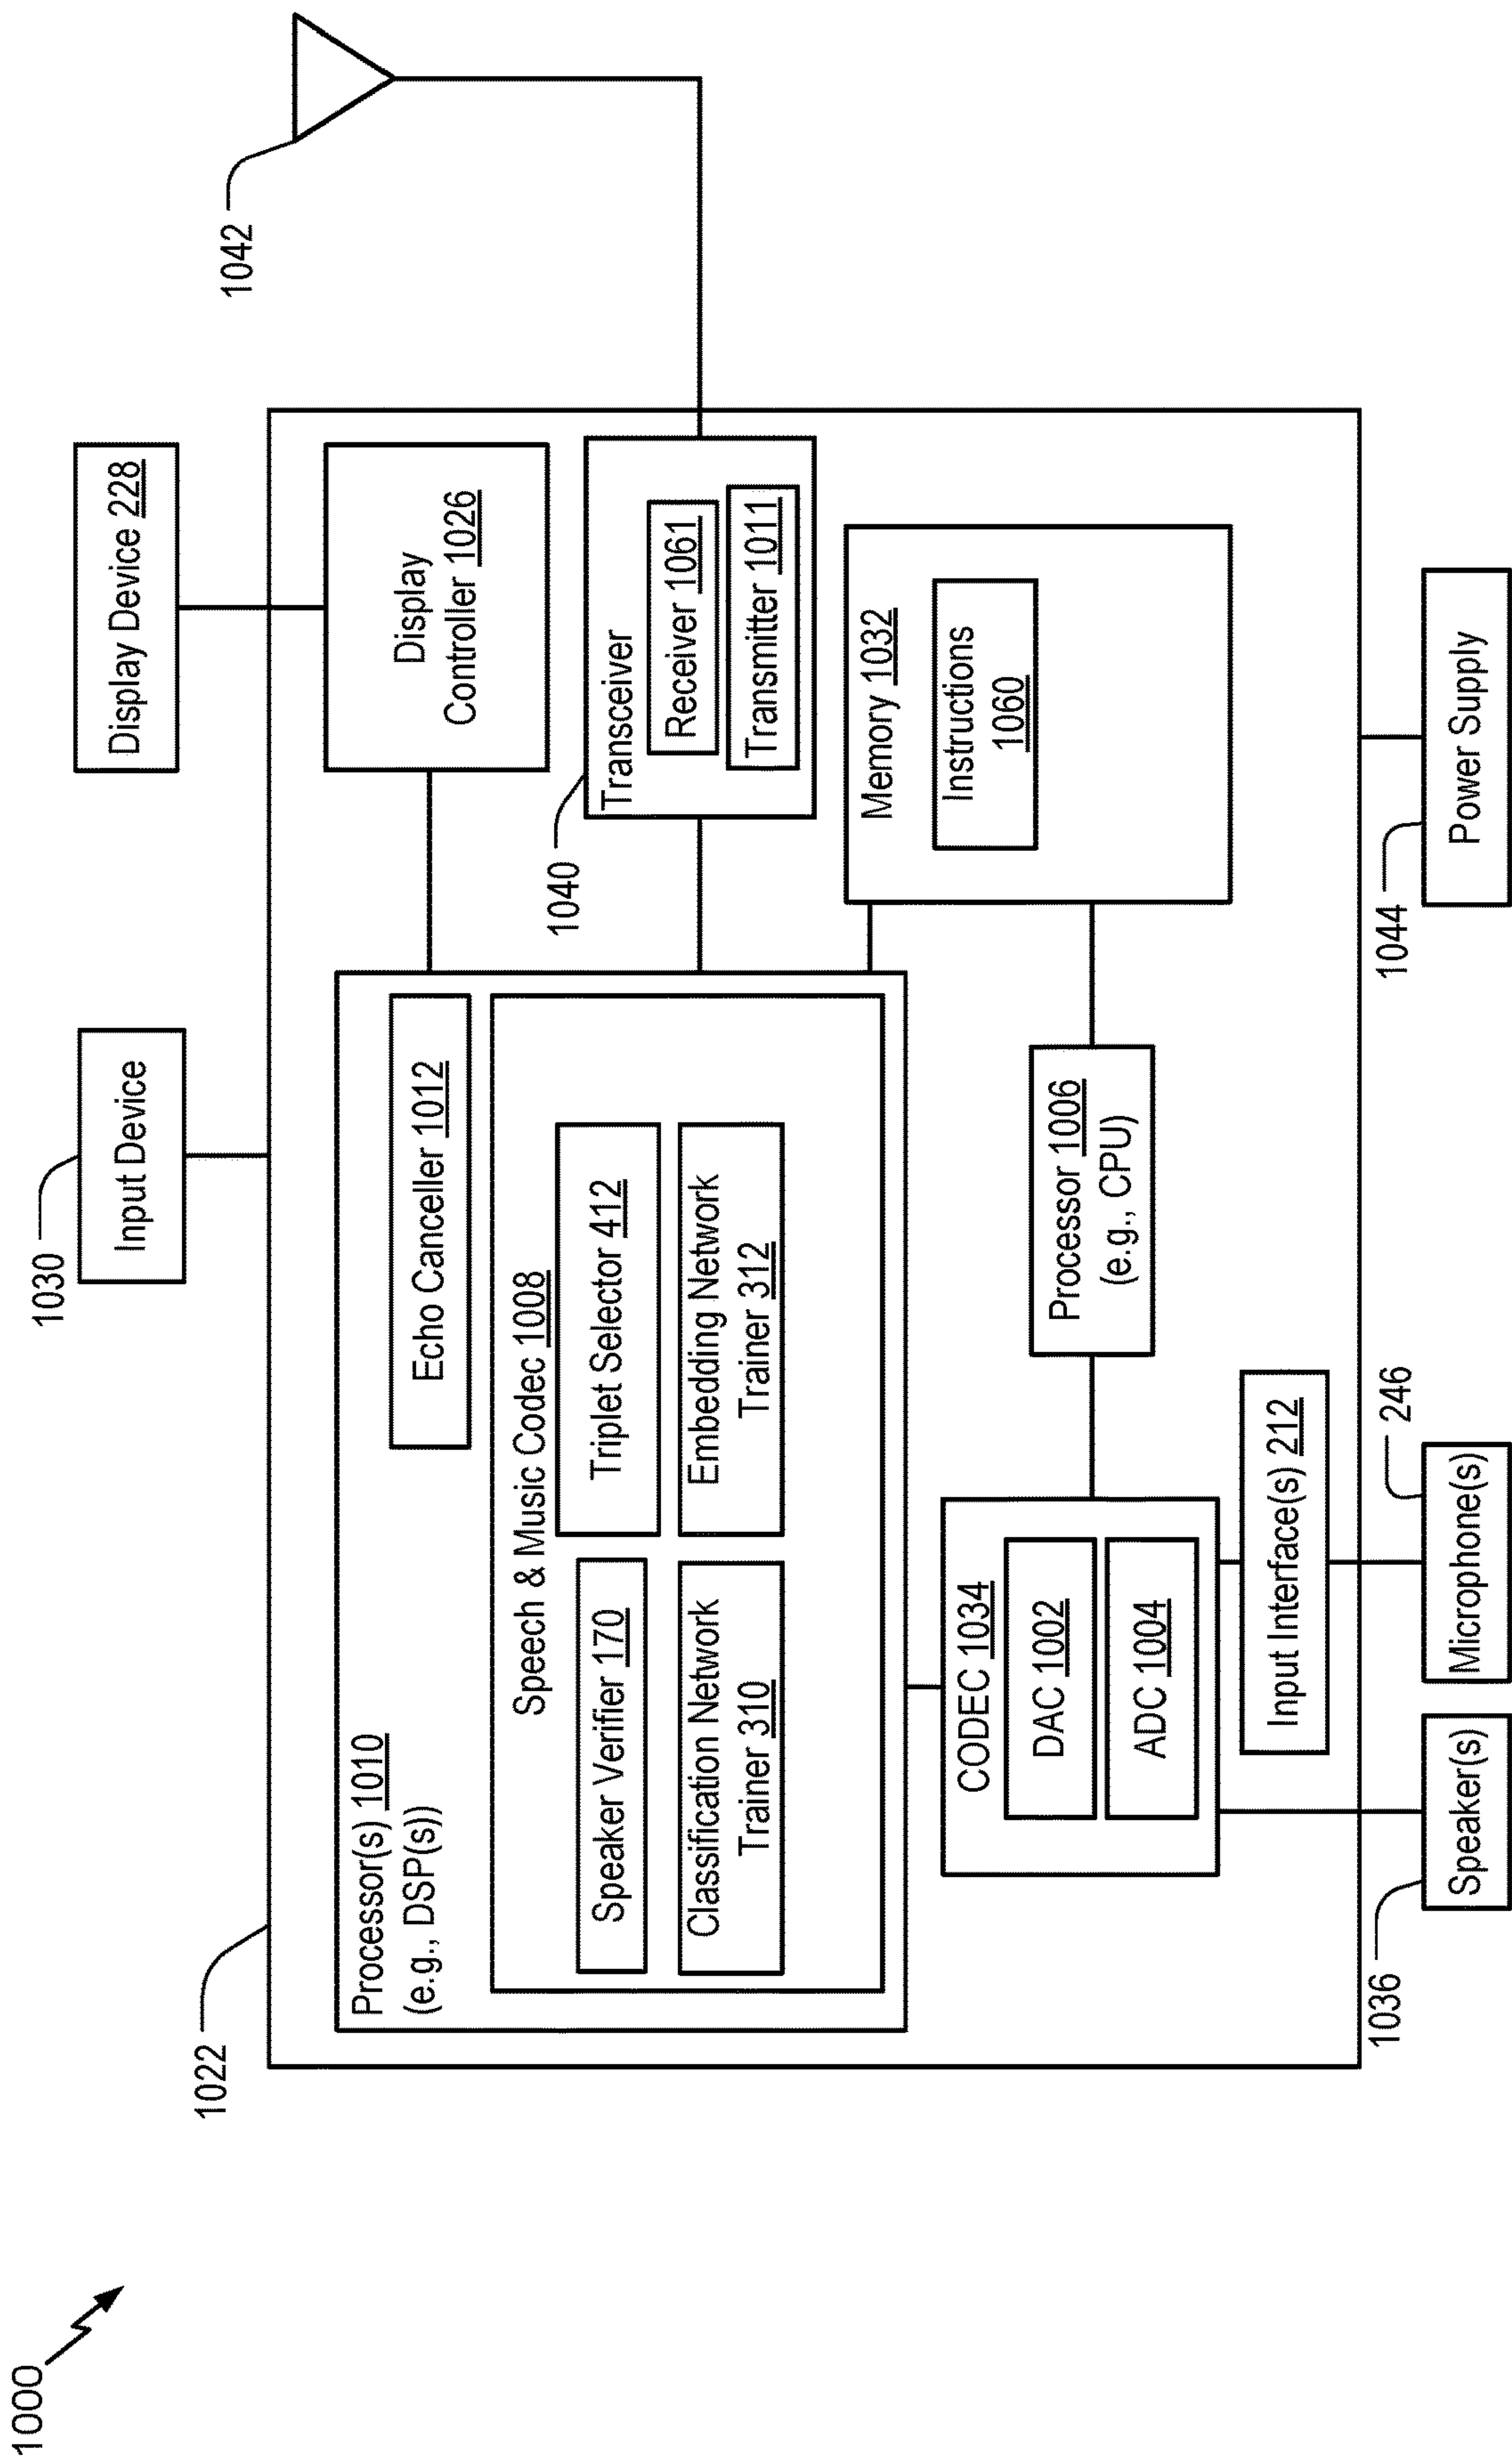 1000
1022
1030
Input Device
Display Device 228
1042
Processor(s) 1010
(e.g., DSP(s))
Echo Canceller 1012
Display
Controller 1026
Speech & Music Codec 1008
Speaker Verifier 170
Triplet Selector 412
Classification Network
Trainer 310
Embedding Network
Trainer 312
1040
Transceiver
Receiver 1061
Transmitter 1011
Memory 1032
Instructions
1060
CODEC 1034
DAC 1002
ADC 1004
Processor 1006
(e.g., CPU)
Input Interface(s) 212
1036
Speaker(s)
246
Microphone(s)
1044
Power Supply